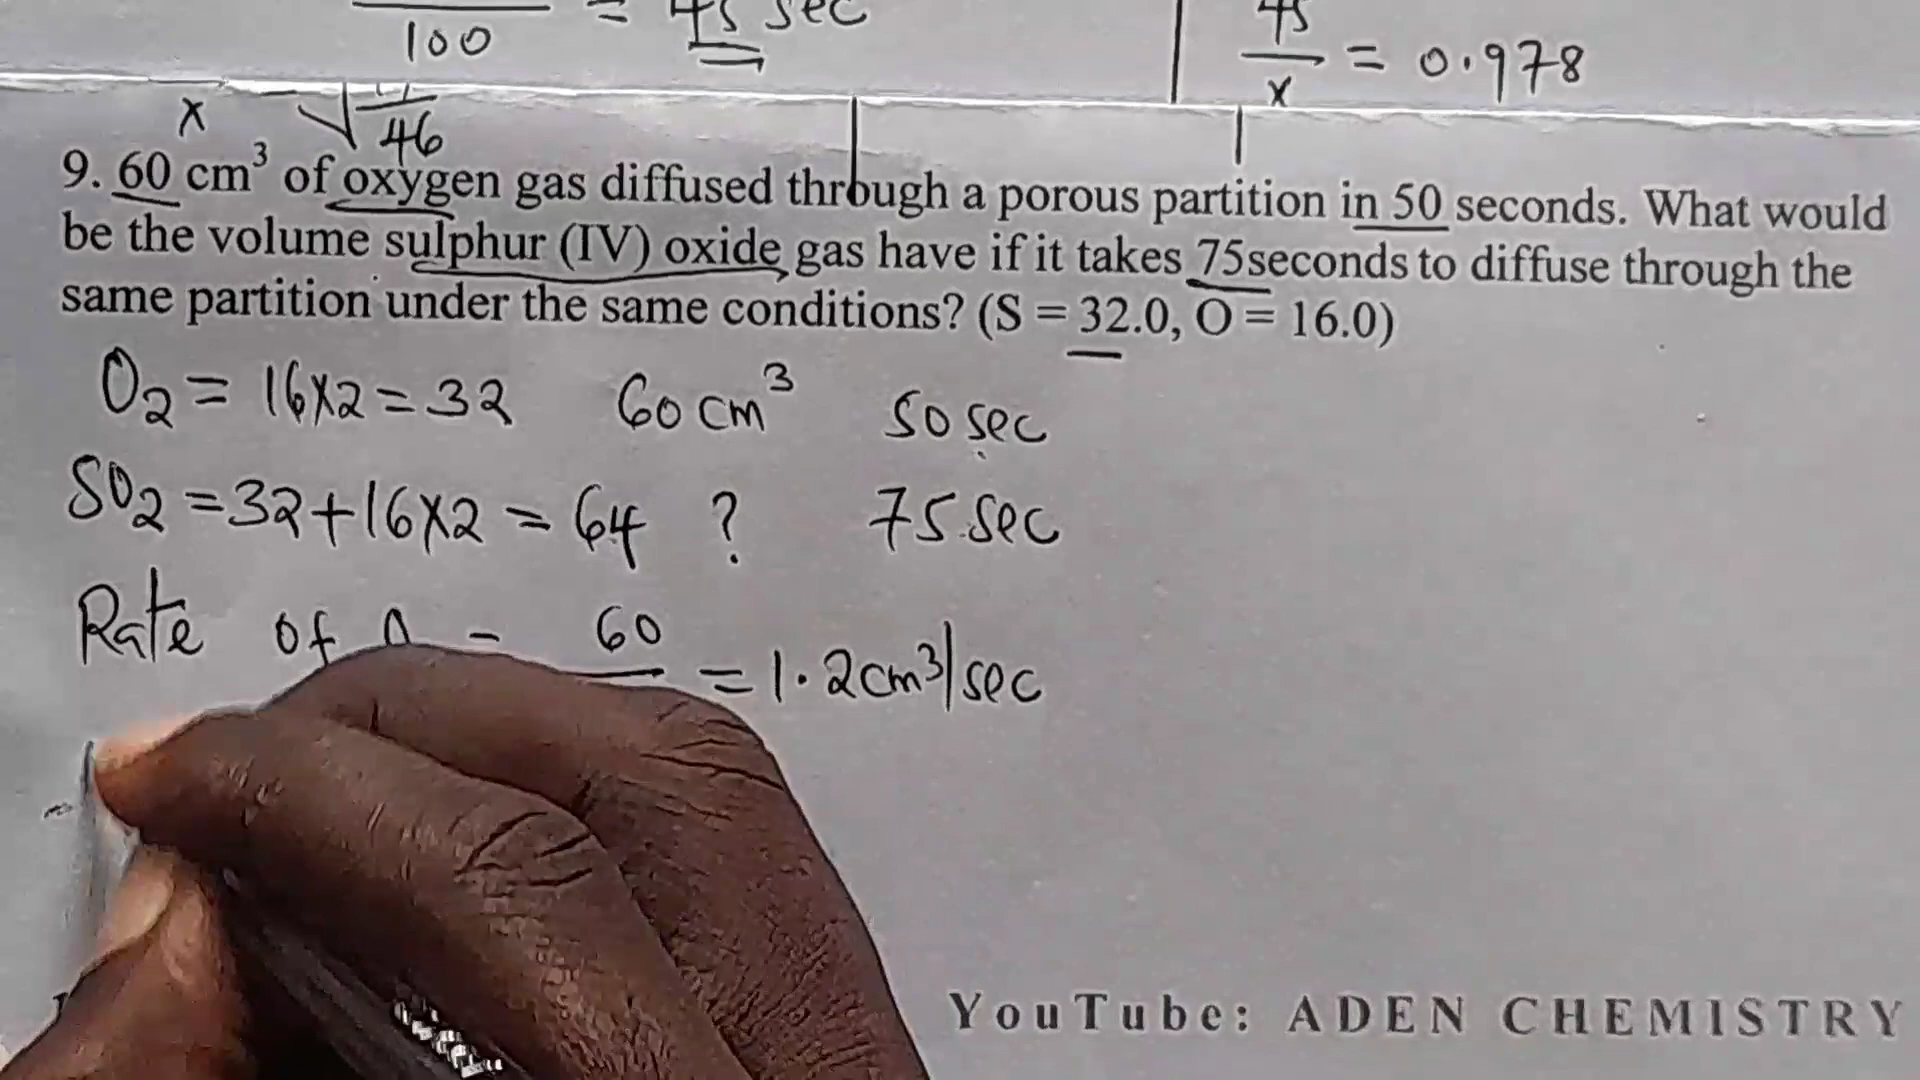 100 = 45 sec
45/x = 0.978
x √ /46
9. 60 cm³ of oxygen gas diffused through a porous partition in 50 seconds. What would
be the volume sulphur (IV) oxide gas have if it takes 75seconds to diffuse through the
same partition under the same conditions? (S = 32.0, O = 16.0)
O₂ = 16x2 = 32 60 cm³ 50 sec
SO₂ = 32+16x2 = 64 ? 75 sec
Rate of = 60 = 1.2cm³/sec
YouTube: ADEN CHEMISTRY